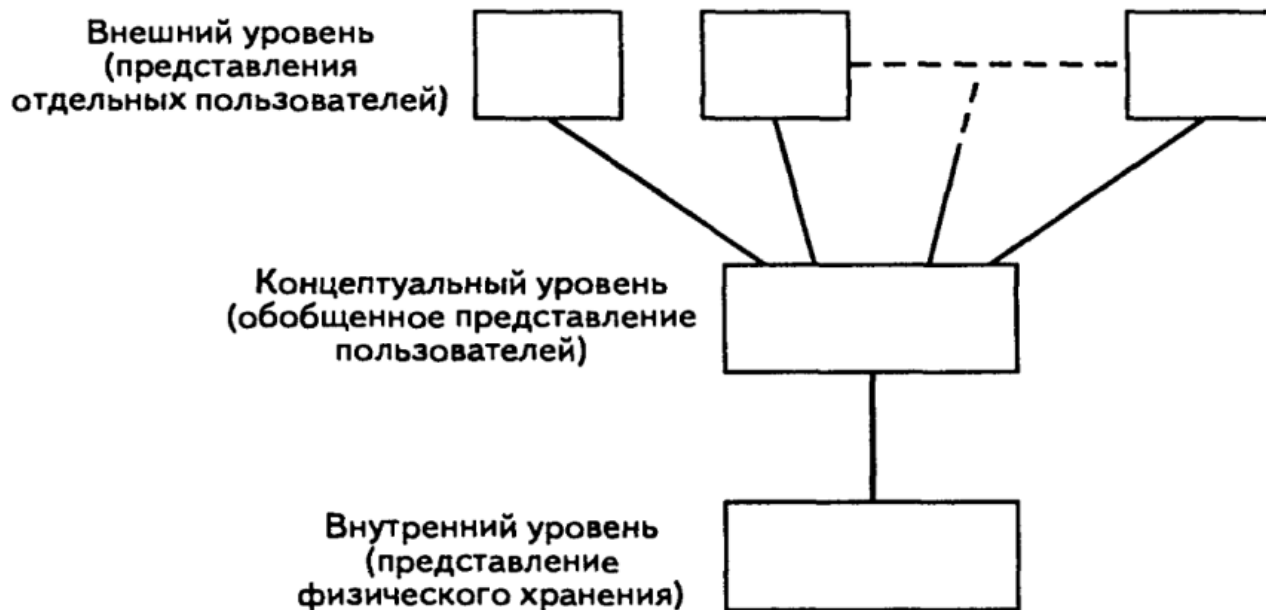 Внешний уровень
(представления
отдельных пользователей)
Концептуальный уровень
(обобщенное представление
пользователей)
Внутренний уровень
(представление
физического хранения)